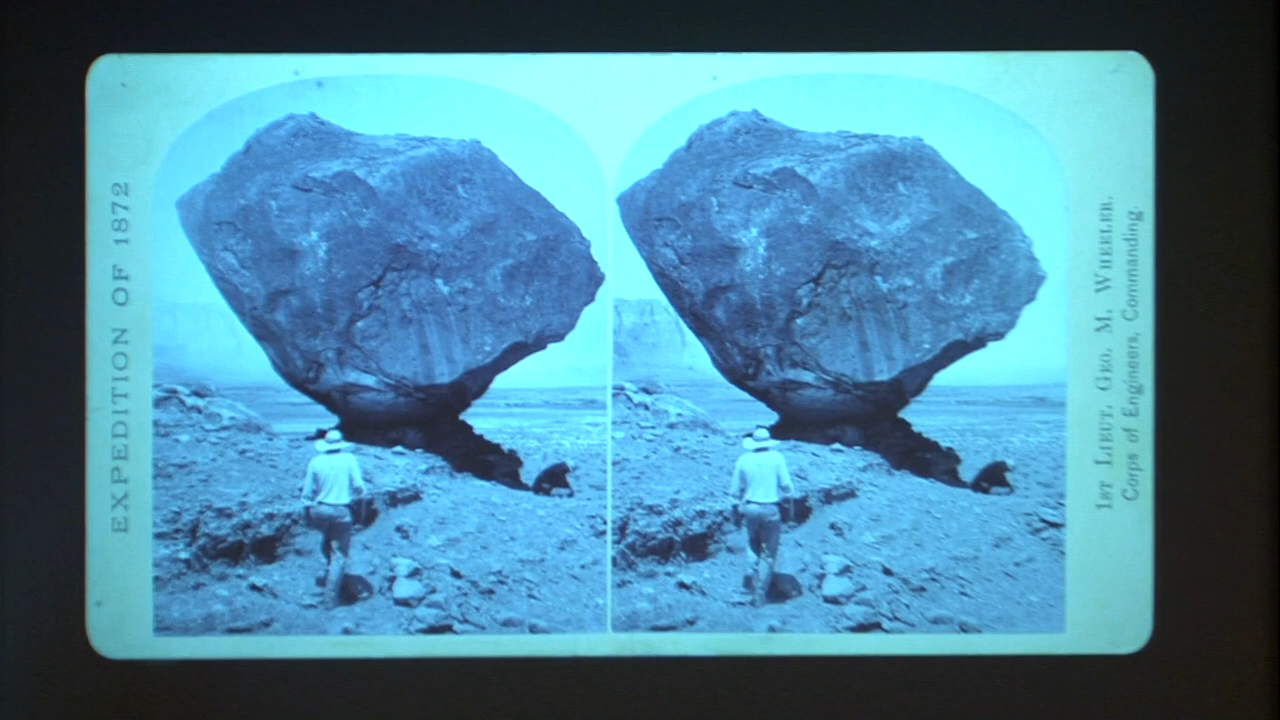 EXPEDITION OF 1872
1ST LIEUT. GEO. M. WHEELER.
Corps of Engineers, Commanding.